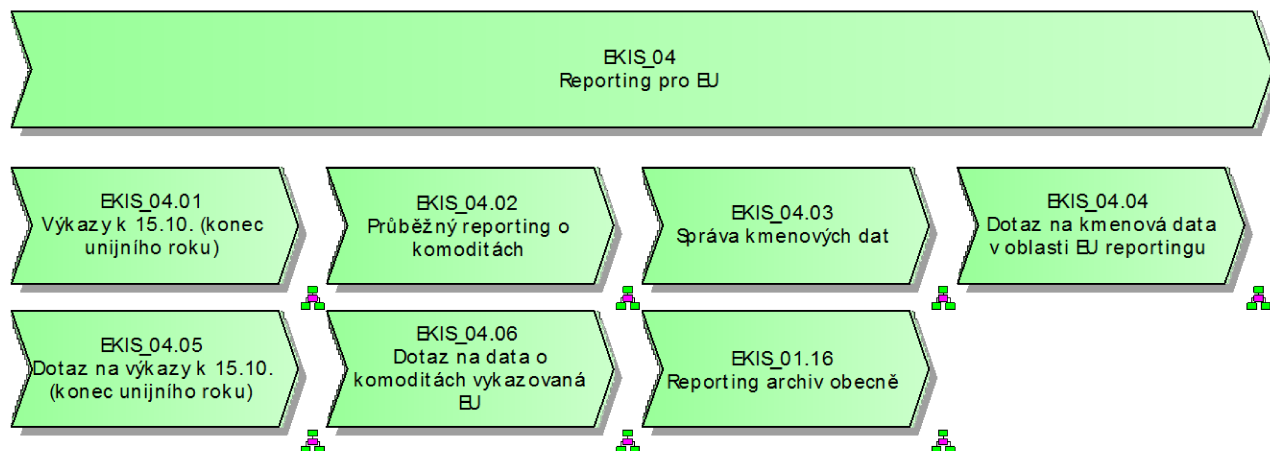 EKIS_04
Reporting pro EU
EKIS_04.01
Výkazy k 15.10. (konec
unijního roku)
EKIS_04.02
Průběžný reporting o
komoditách
EKIS_04.03
Správa kmenových dat
EKIS_04.04
Dotaz na kmenová data
v oblasti EU reportingu
EKIS_04.05
Dotaz na výkazy k 15.10.
(konec unijního roku)
EKIS_04.06
Dotaz na data o
komoditách vykazovaná
EU
EKIS_01.16
Reporting archiv obecně